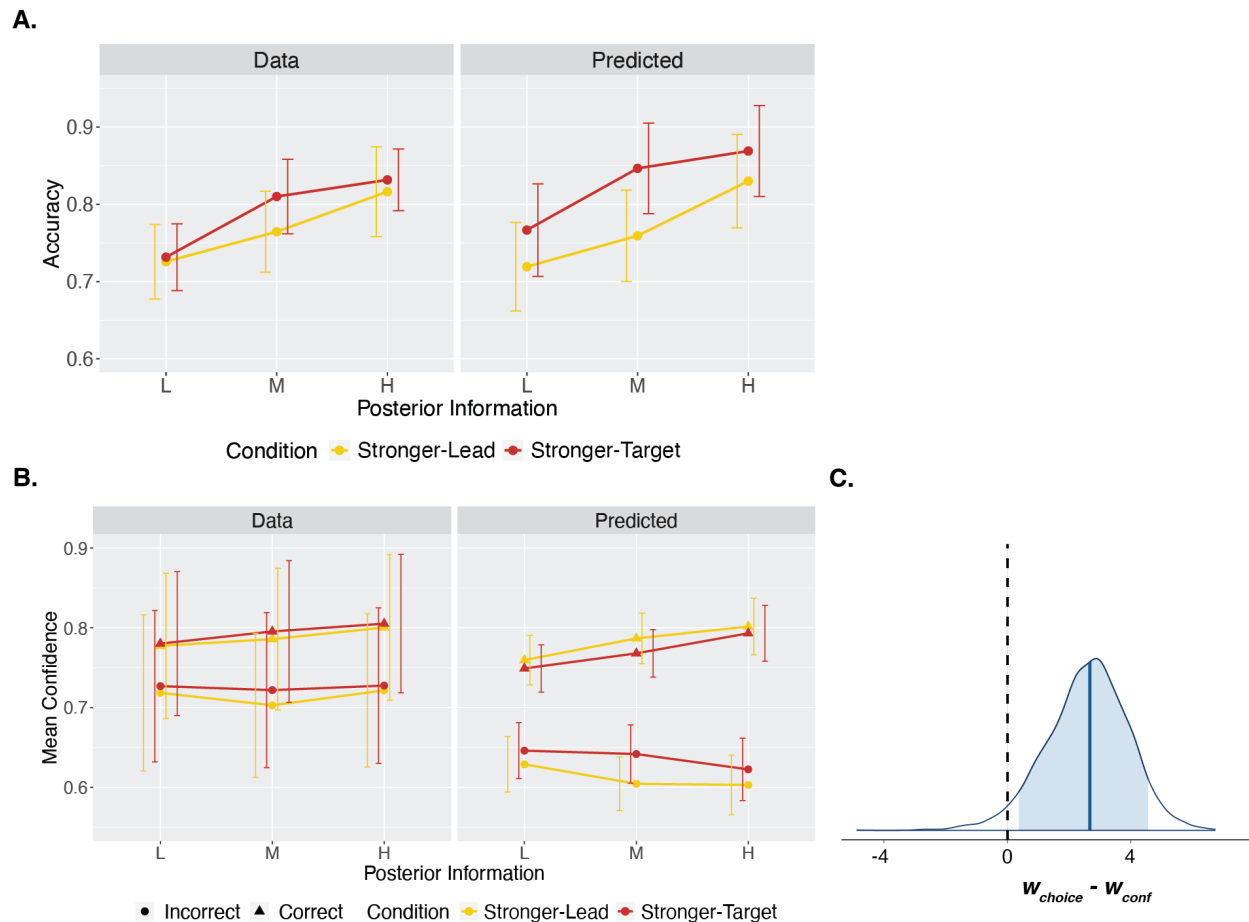 A.
Data Predicted
0.9
0.8
0.7
0.6
Accuracy
L M H L M H
Posterior Information
Condition Stronger-Lead Stronger-Target
B.
Data Predicted
0.9
0.8
0.7
0.6
Mean Confidence
L M H L M H
Posterior Information
Incorrect Correct Condition Stronger-Lead Stronger-Target
C.
-4 0 4
w_choice - w_conf